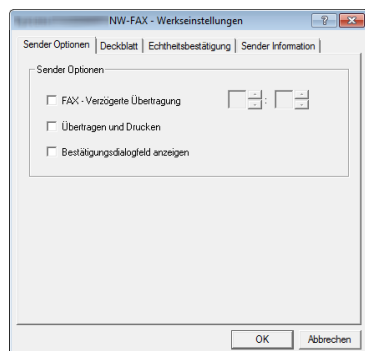 NW-FAX - Werkseinstellungen
Sender Optionen Deckblatt Echtheitsbestätigung Sender Information
Sender Optionen
FAX - Verzögerte Übertragung :
Übertragen und Drucken
Bestätigungsdialogfeld anzeigen
OK Abbrechen